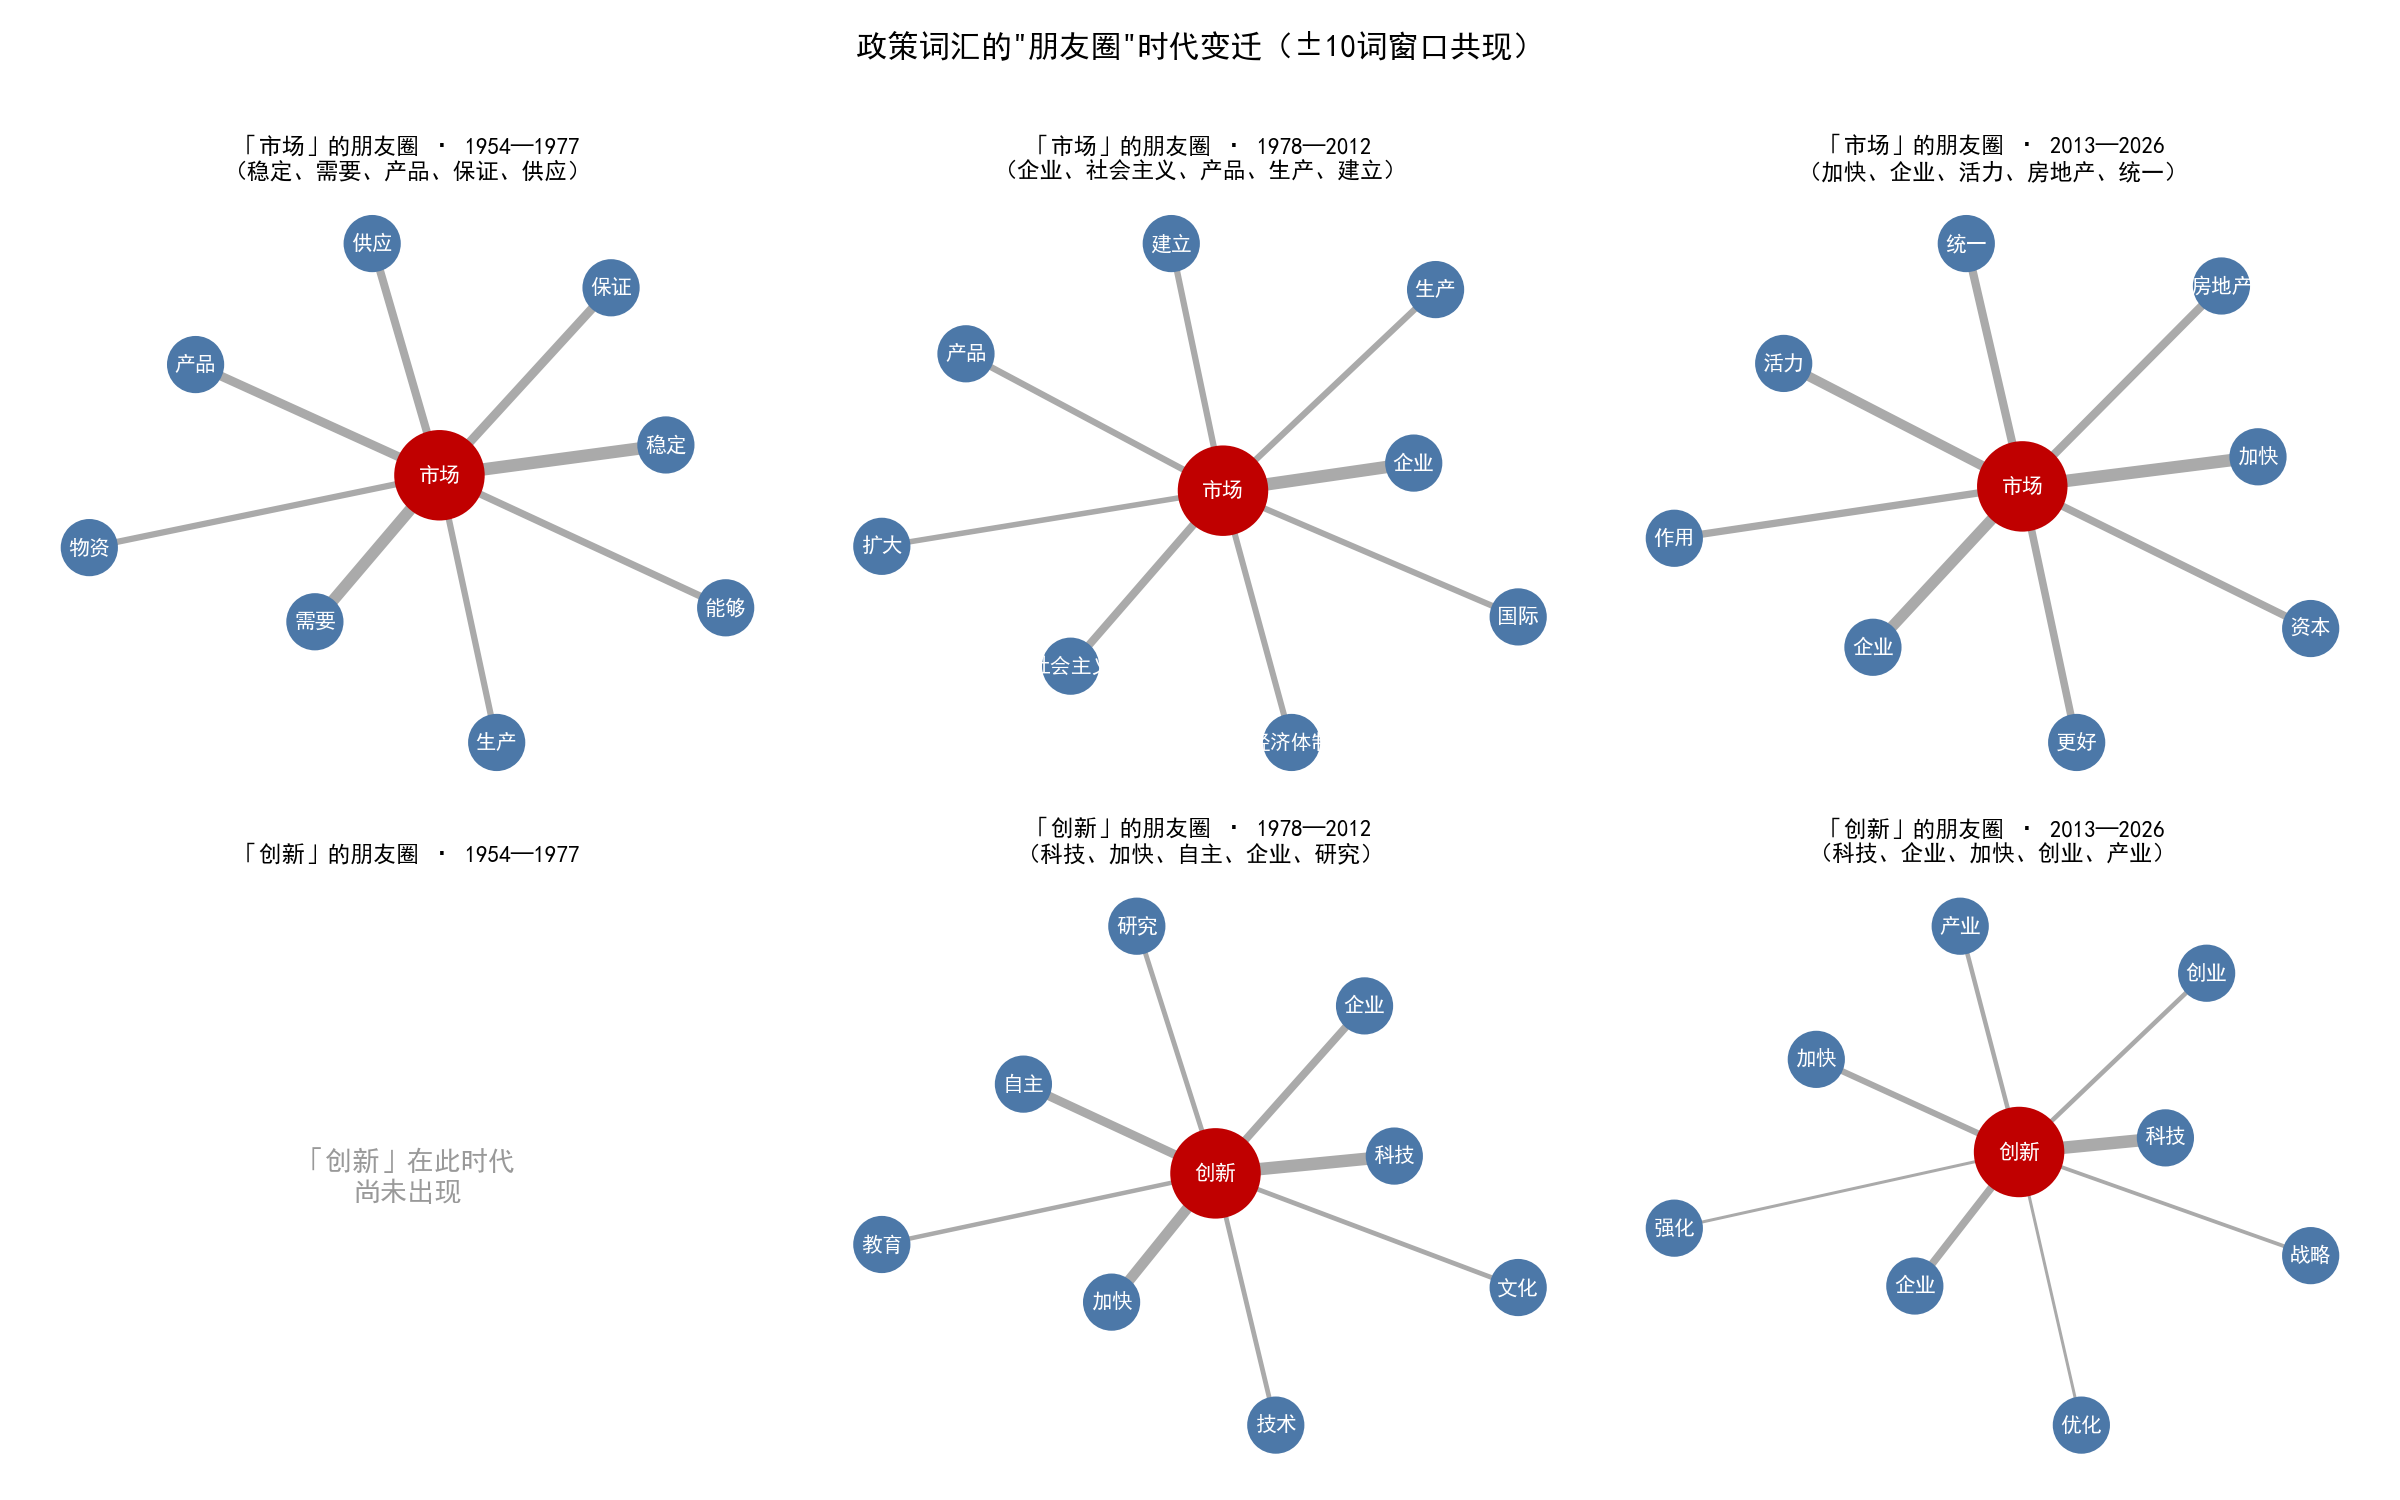 政策词汇的"朋友圈"时代变迁（±10词窗口共现）
「市场」的朋友圈 · 1954—1977
（稳定、需要、产品、保证、供应）
供应
保证
产品
稳定
市场
物资
需要
能够
生产
「市场」的朋友圈 · 1978—2012
（企业、社会主义、产品、生产、建立）
建立
生产
产品
企业
市场
扩大
国际
社会主义
经济体制
「市场」的朋友圈 · 2013—2026
（加快、企业、活力、房地产、统一）
统一
房地产
活力
加快
市场
作用
资本
企业
更好
「创新」的朋友圈 · 1954—1977
「创新」在此时代
尚未出现
「创新」的朋友圈 · 1978—2012
（科技、加快、自主、企业、研究）
研究
企业
自主
科技
创新
教育
文化
加快
技术
「创新」的朋友圈 · 2013—2026
（科技、企业、加快、创业、产业）
产业
创业
加快
科技
创新
强化
战略
企业
优化